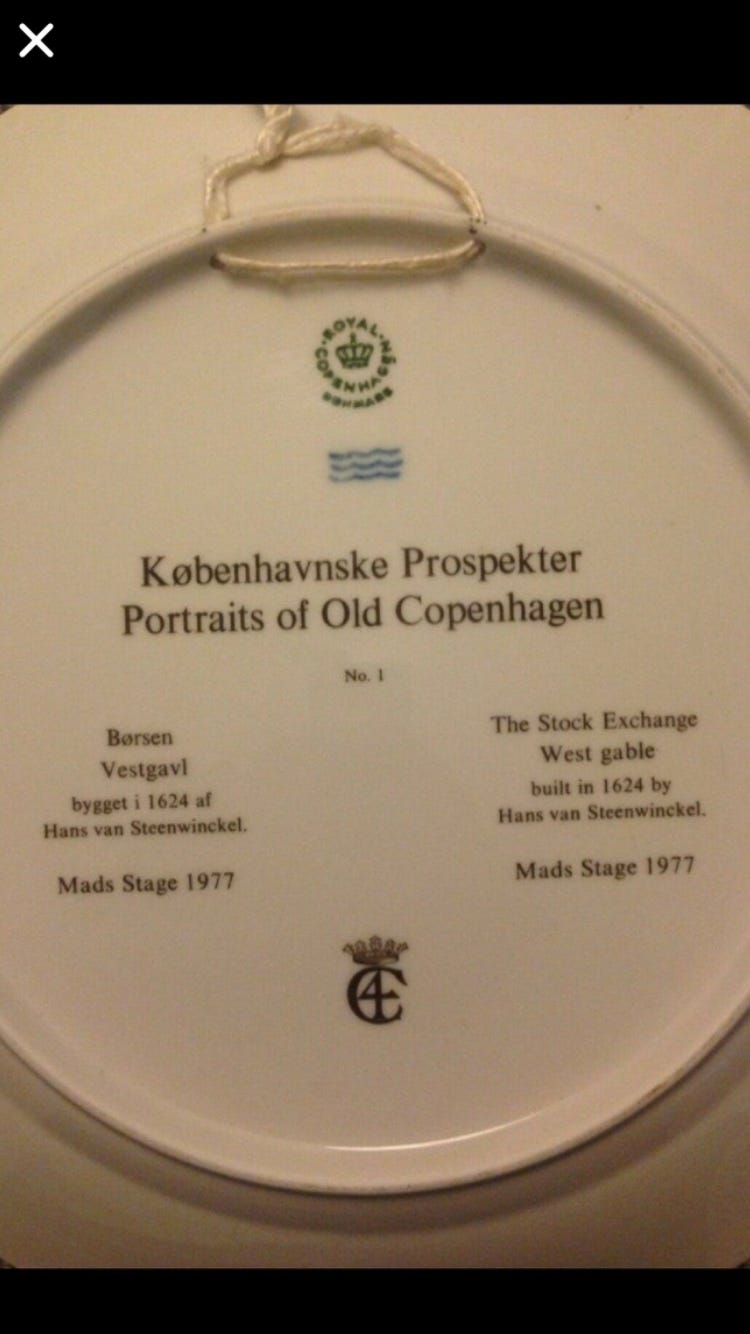 ROYAL
COPENHAGEN
DENMARK
Københavnske Prospekter
Portraits of Old Copenhagen
No. 1
Børsen
Vestgavl
bygget i 1624 af
Hans van Steenwinckel.
Mads Stage 1977
The Stock Exchange
West gable
built in 1624 by
Hans van Steenwinckel.
Mads Stage 1977
C4